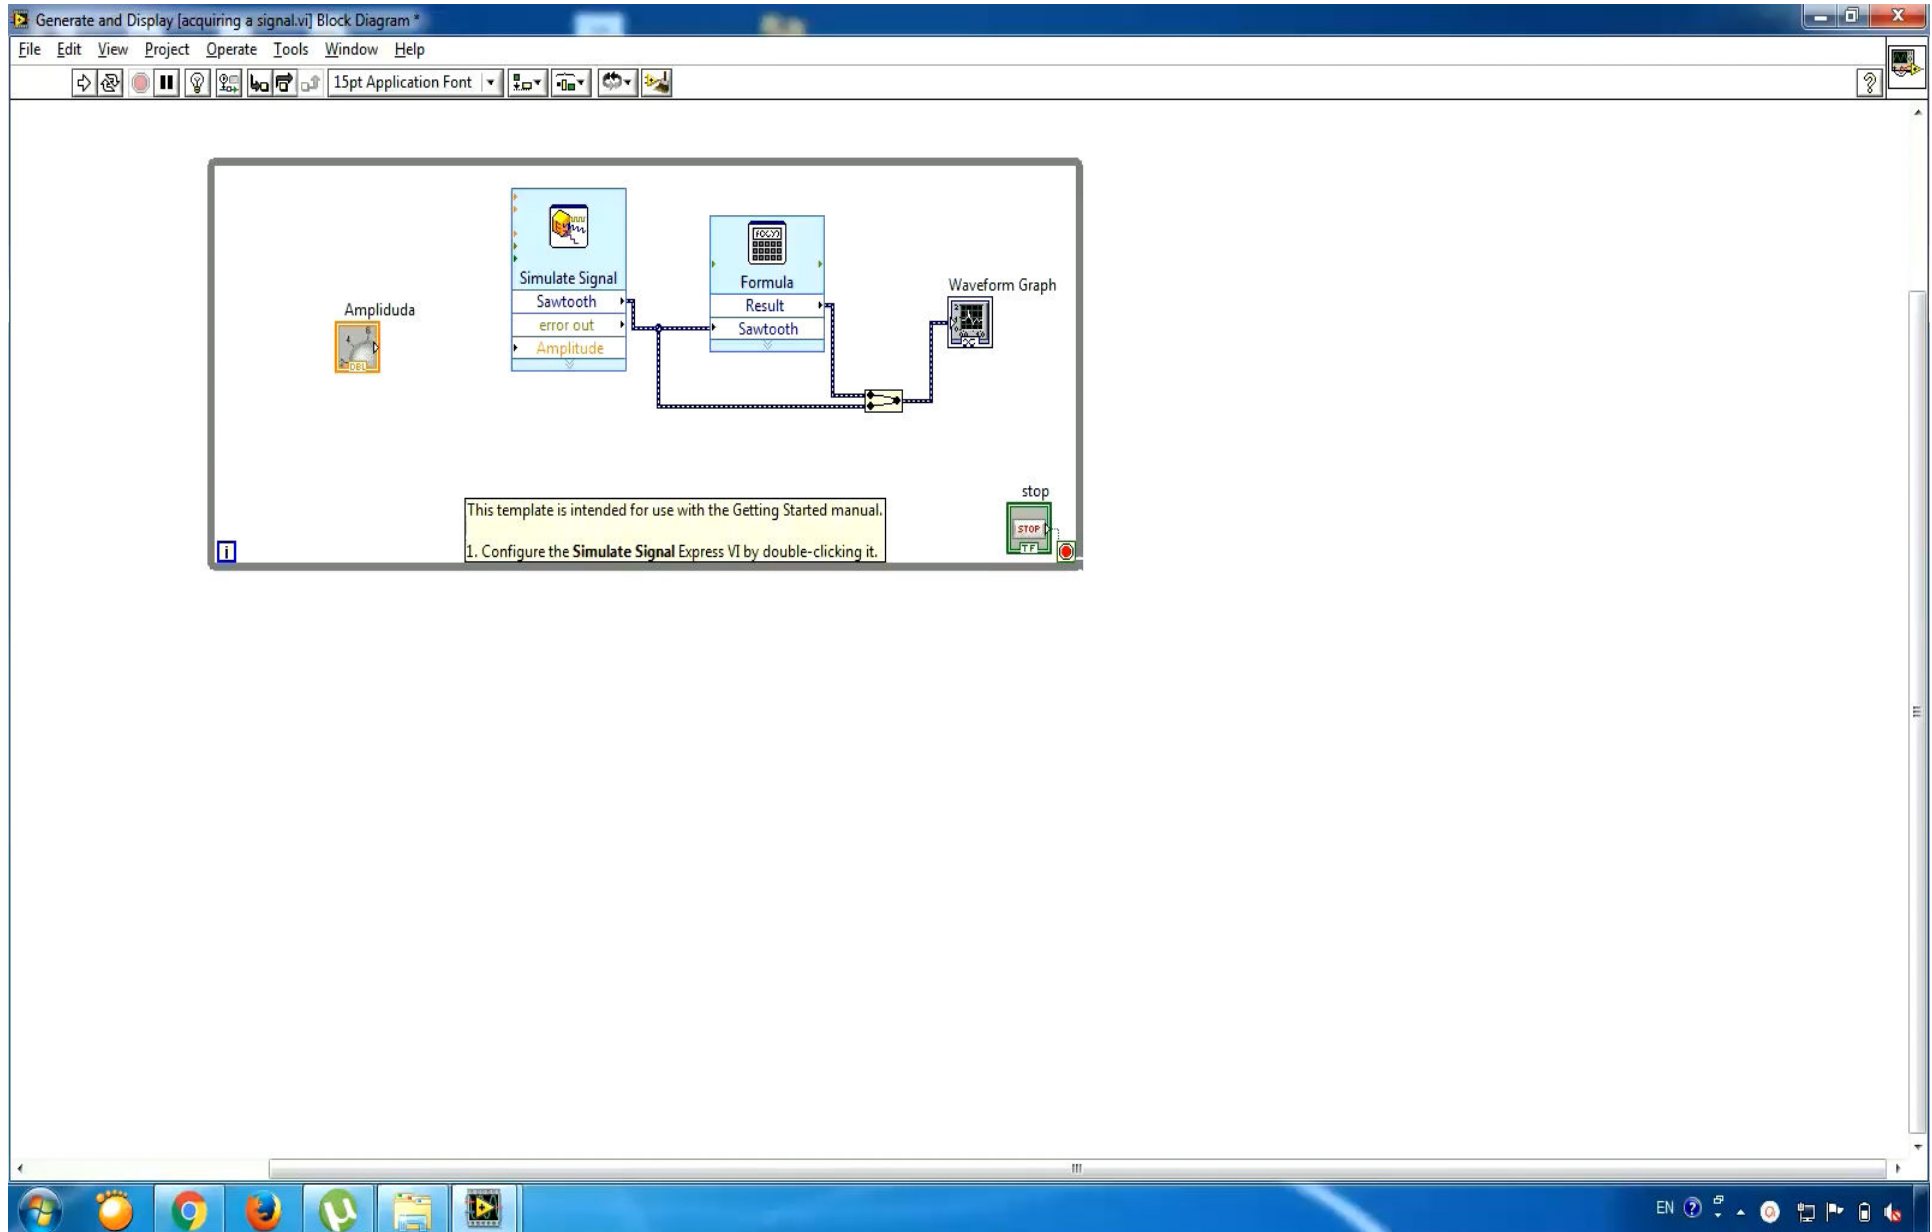 Generate and Display [acquiring a signal.vi] Block Diagram *
File Edit View Project Operate Tools Window Help
15pt Application Font
Simulate Signal
Sawtooth
error out
Amplitude
Formula
Result
Sawtooth
Waveform Graph
Ampliduda
DBL
stop
STOP
TF
i
This template is intended for use with the Getting Started manual.
1. Configure the Simulate Signal Express VI by double-clicking it.
EN